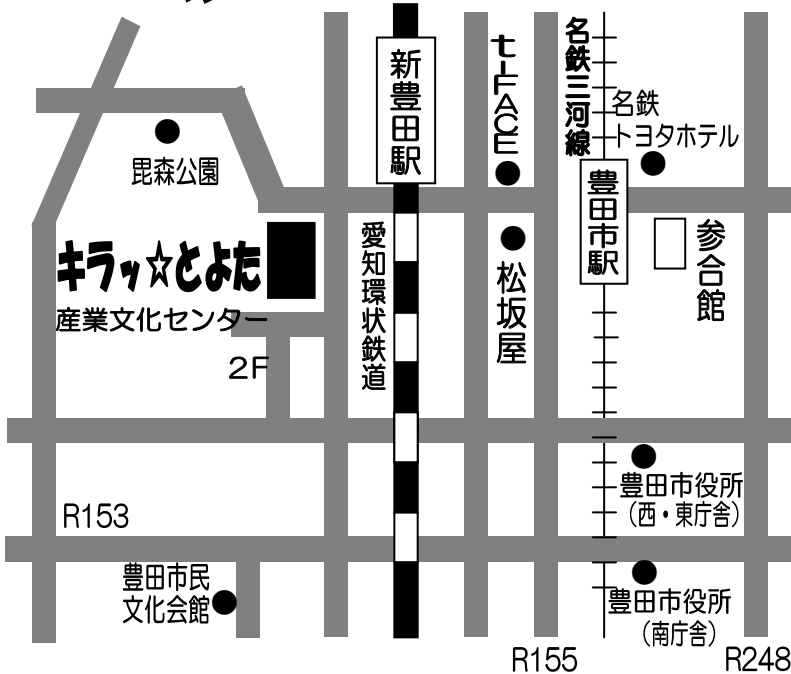 新豊田駅
t-FACE
名鉄三河線
名鉄
トヨタホテル
毘森公園
豊田市駅
参合館
キラッ☆とよた
産業文化センター
2F
愛知環状鉄道
松坂屋
豊田市役所
(西・東庁舎)
R153
豊田市民
文化会館
豊田市役所
(南庁舎)
R155
R248